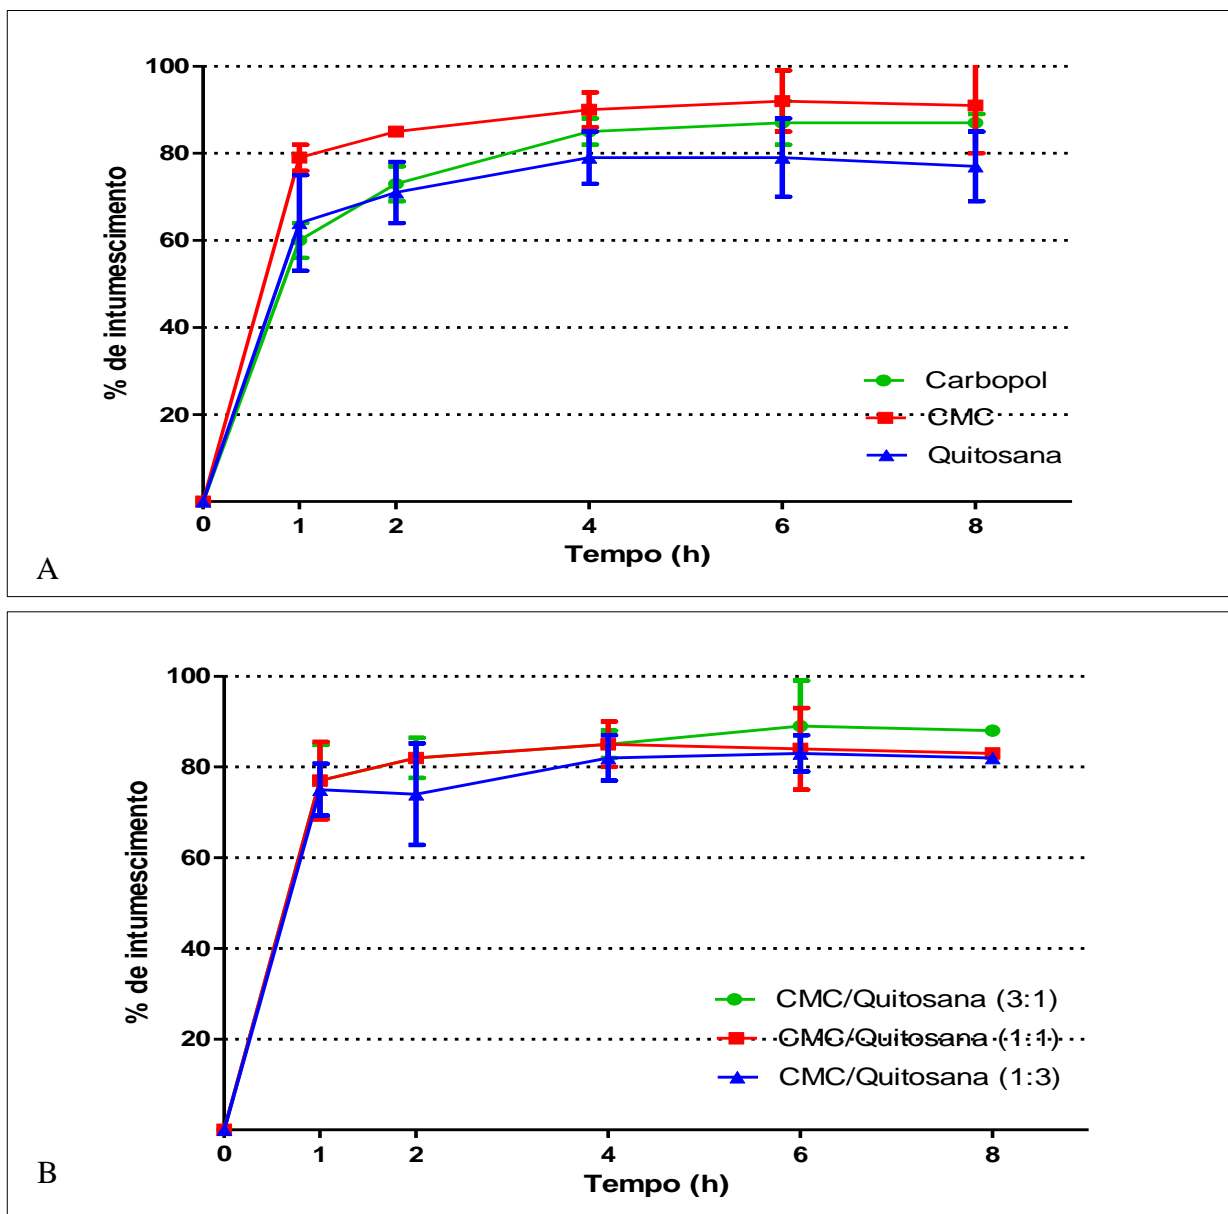 100
80
60
40
20
% de intumescimento
Carbopol
CMC
Quitosana
0 1 2 4 6 8
Tempo (h)
A
100
80
60
40
20
% de intumescimento
CMC/Quitosana (3:1)
CMC/Quitosana (1:1)
CMC/Quitosana (1:3)
0 1 2 4 6 8
Tempo (h)
B